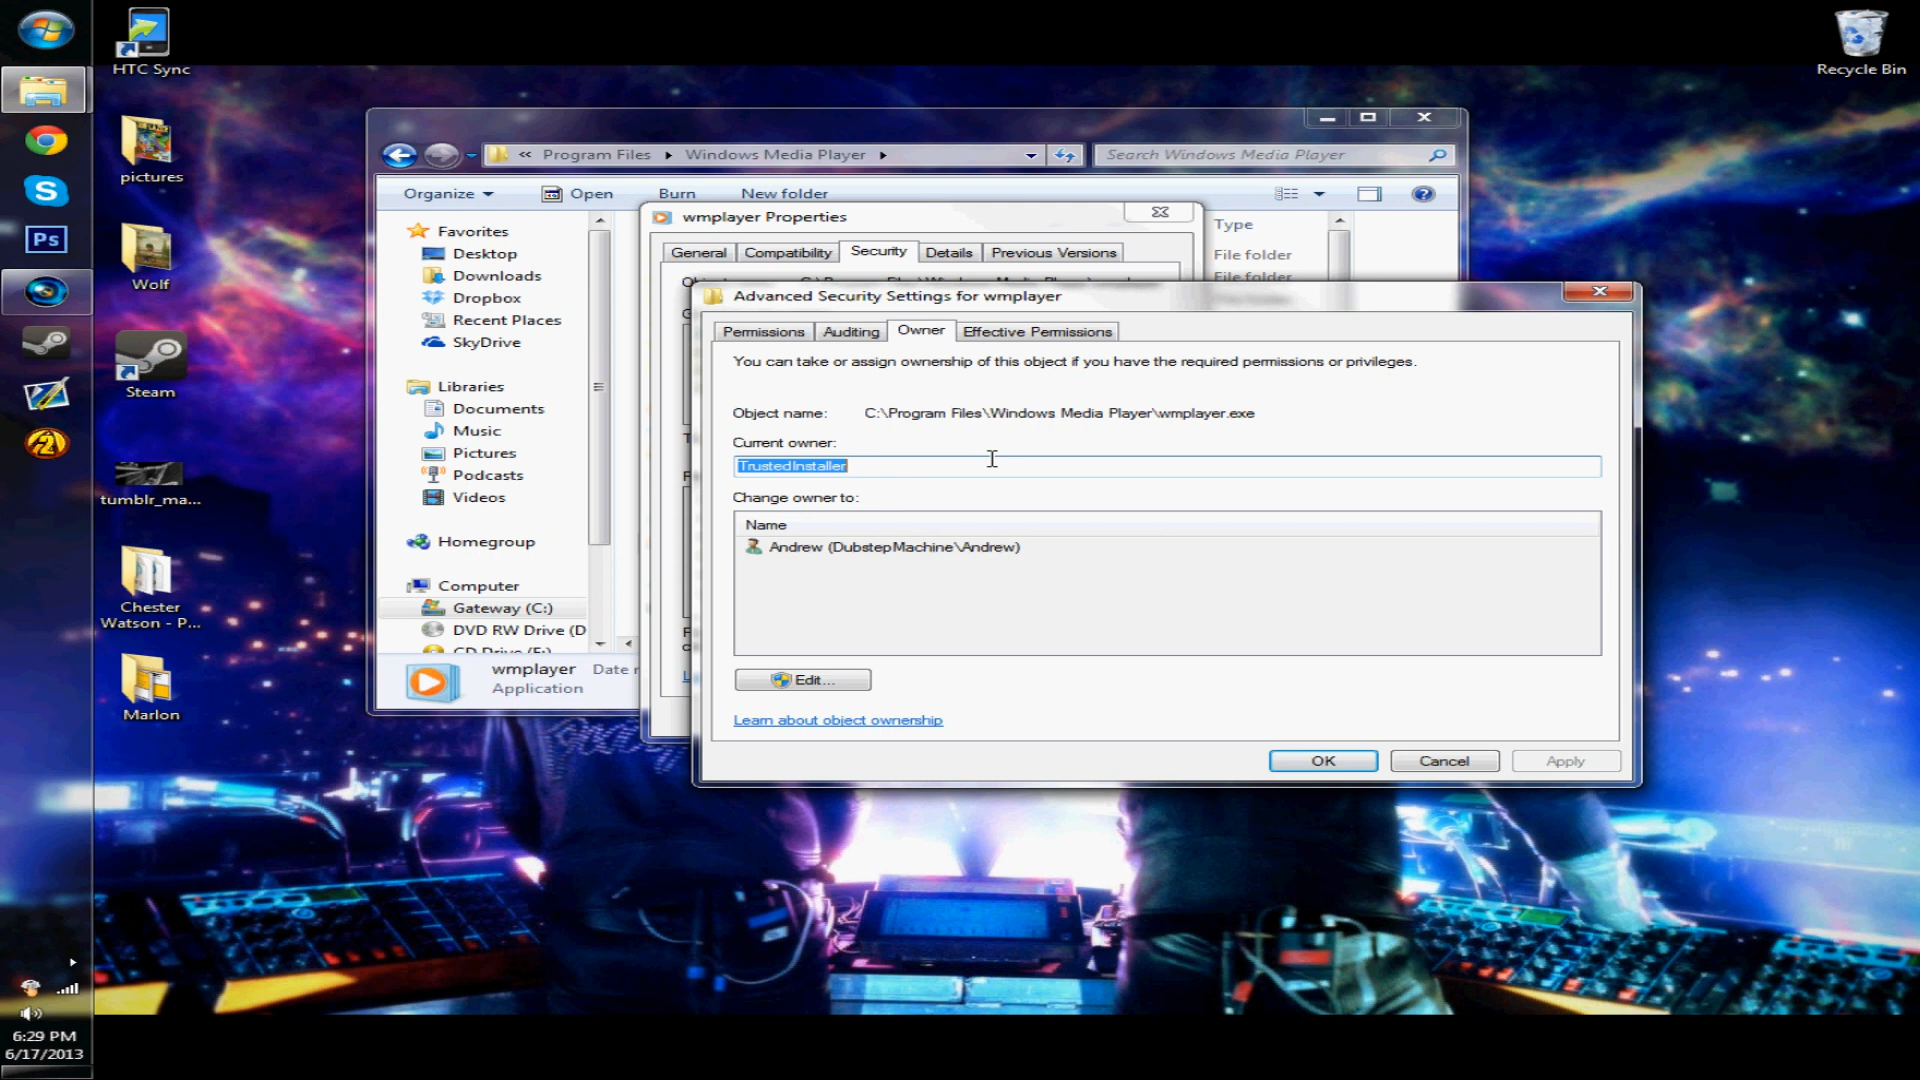 HTC Sync
Recycle Bin
pictures
Wolf
Ps
Steam
tumblr_ma...
Chester
Watson - P...
Marlon
6:29 PM
6/17/2013
« Program Files ▸ Windows Media Player ▸
Search Windows Media Player
Organize
Open
Burn
New folder
Favorites
Desktop
Downloads
Dropbox
Recent Places
SkyDrive
Libraries
Documents
Music
Pictures
Podcasts
Videos
Homegroup
Computer
Gateway (C:)
DVD RW Drive (D
CD Drive (F:)
wmplayer Date
Application
Type
File folder
File folder
wmplayer Properties
General
Compatibility
Security
Details
Previous Versions
Advanced Security Settings for wmplayer
Permissions
Auditing
Owner
Effective Permissions
You can take or assign ownership of this object if you have the required permissions or privileges.
Object name: C:\Program Files\Windows Media Player\wmplayer.exe
Current owner:
TrustedInstaller
Change owner to:
Name
Andrew (DubstepMachine\Andrew)
Edit...
Learn about object ownership
OK
Cancel
Apply